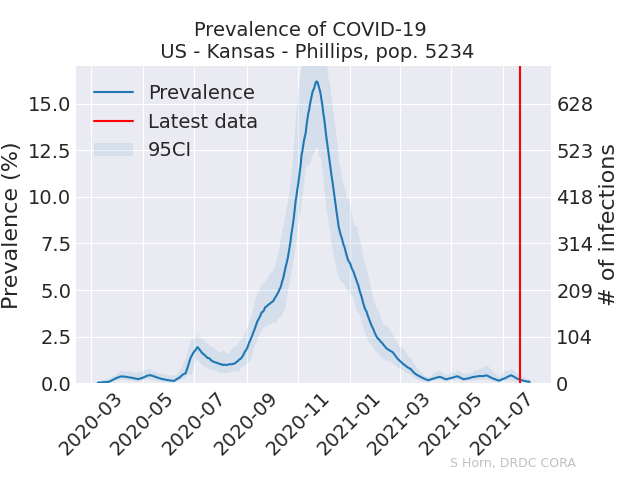 Prevalence of COVID-19
US - Kansas - Phillips, pop. 5234
Prevalence
Latest data
95CI
Prevalence (%)
15.0
12.5
10.0
7.5
5.0
2.5
0.0
628
523
418
314
209
104
0
# of infections
2020-03
2020-05
2020-07
2020-09
2020-11
2021-01
2021-03
2021-05
2021-07
S Horn, DRDC CORA